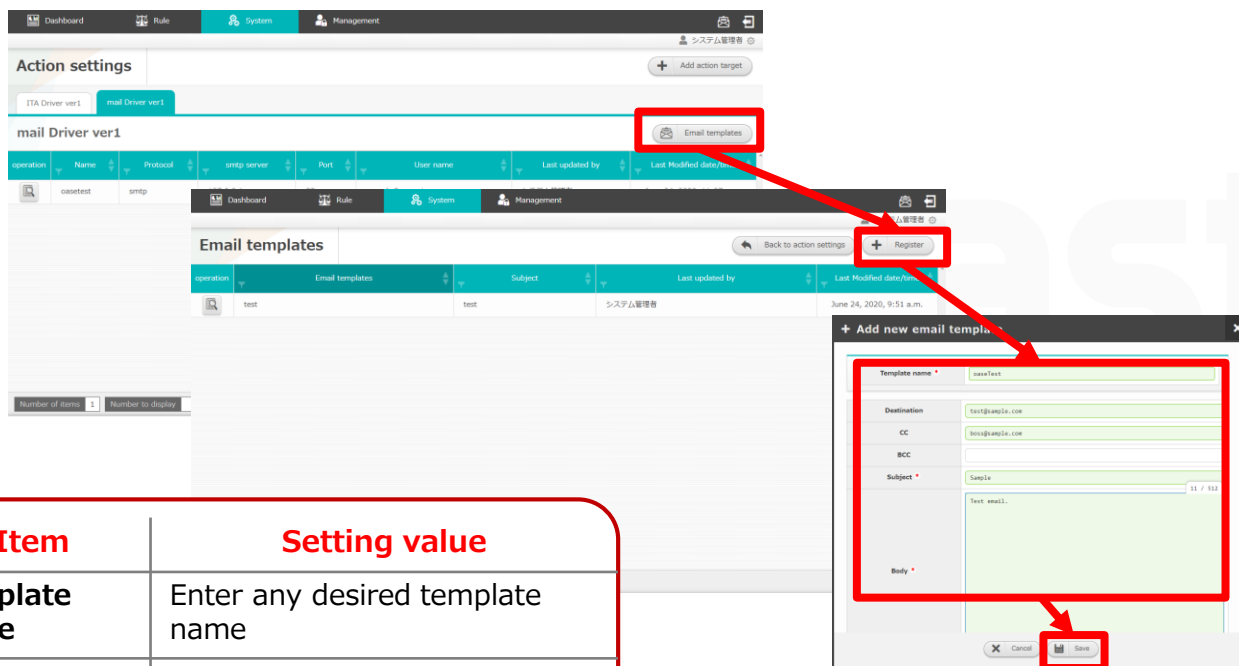 Dashboard Rule System Management
システム管理者
Action settings
Add action target
ITA Driver ver1 mail Driver ver1
mail Driver ver1
Email templates
operation Name Protocol smtp server Port User name Last updated by Last Modified date/time
oasetest smtp
Dashboard Rule System Management
ム管理者
Email templates
Back to action settings Register
operation Email templates Subject Last updated by Last Modified date/time
test test システム管理者 June 24, 2020, 9:51 a.m.
Number of items 1 Number to display
+ Add new email template
Template name * oaseTest
Destination test@sample.com
CC boss@sample.com
BCC
Subject * Sample
11 / 512
Test email.
Body *
Cancel Save
Item Setting value
plate
e
Enter any desired template
name